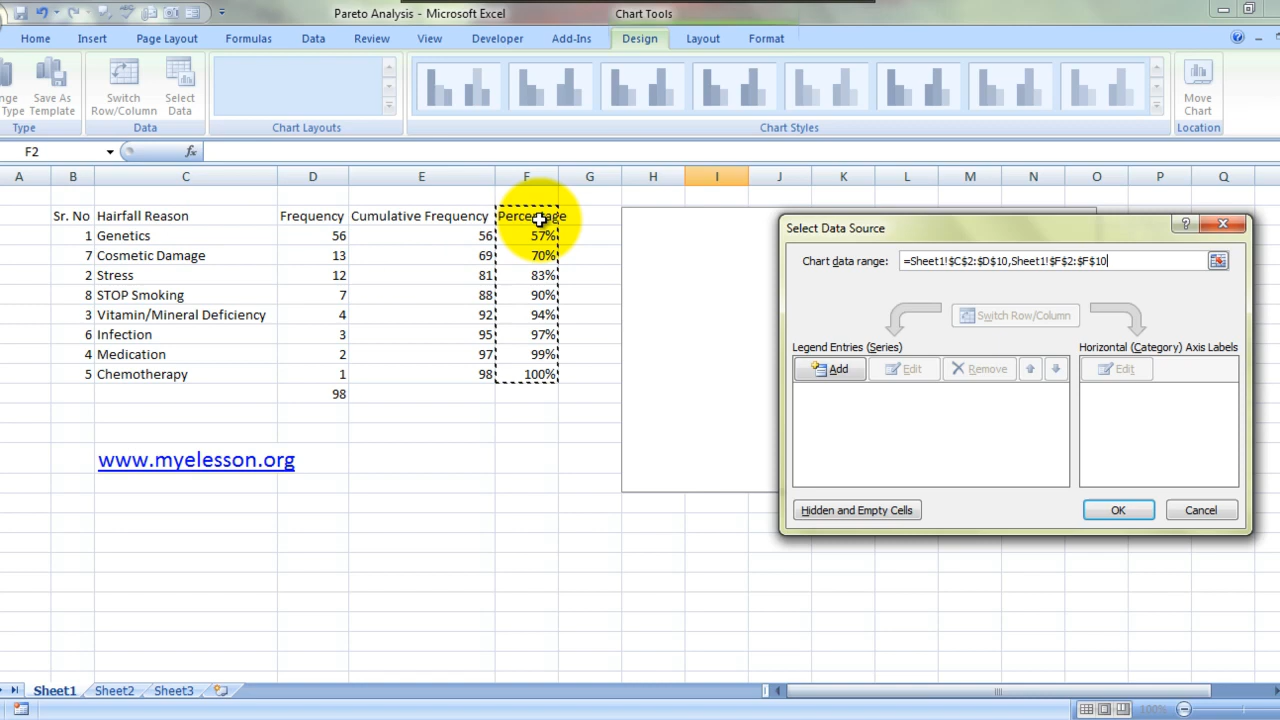 Pareto Analysis - Microsoft Excel
Chart Tools
Home Insert Page Layout Formulas Data Review View Developer Add-Ins Design Layout Format
Save As
Template
Switch
Row/Column
Select
Data
Move
Chart
Type
Data
Chart Layouts
Chart Styles
Location
F2
fx
A B C D E F G H I J K L M N O P Q
Sr. No Hairfall Reason Frequency Cumulative Frequency Percentage
1 Genetics 56 56 57%
7 Cosmetic Damage 13 69 70%
2 Stress 12 81 83%
8 STOP Smoking 7 88 90%
3 Vitamin/Mineral Deficiency 4 92 94%
6 Infection 3 95 97%
4 Medication 2 97 99%
5 Chemotherapy 1 98 100%
98
www.myelesson.org
Select Data Source
Chart data range: =Sheet1!$C$2:$D$10,Sheet1!$F$2:$F$10
Switch Row/Column
Legend Entries (Series)
Horizontal (Category) Axis Labels
Add Edit Remove
Edit
Hidden and Empty Cells
OK Cancel
Sheet1 Sheet2 Sheet3
100%